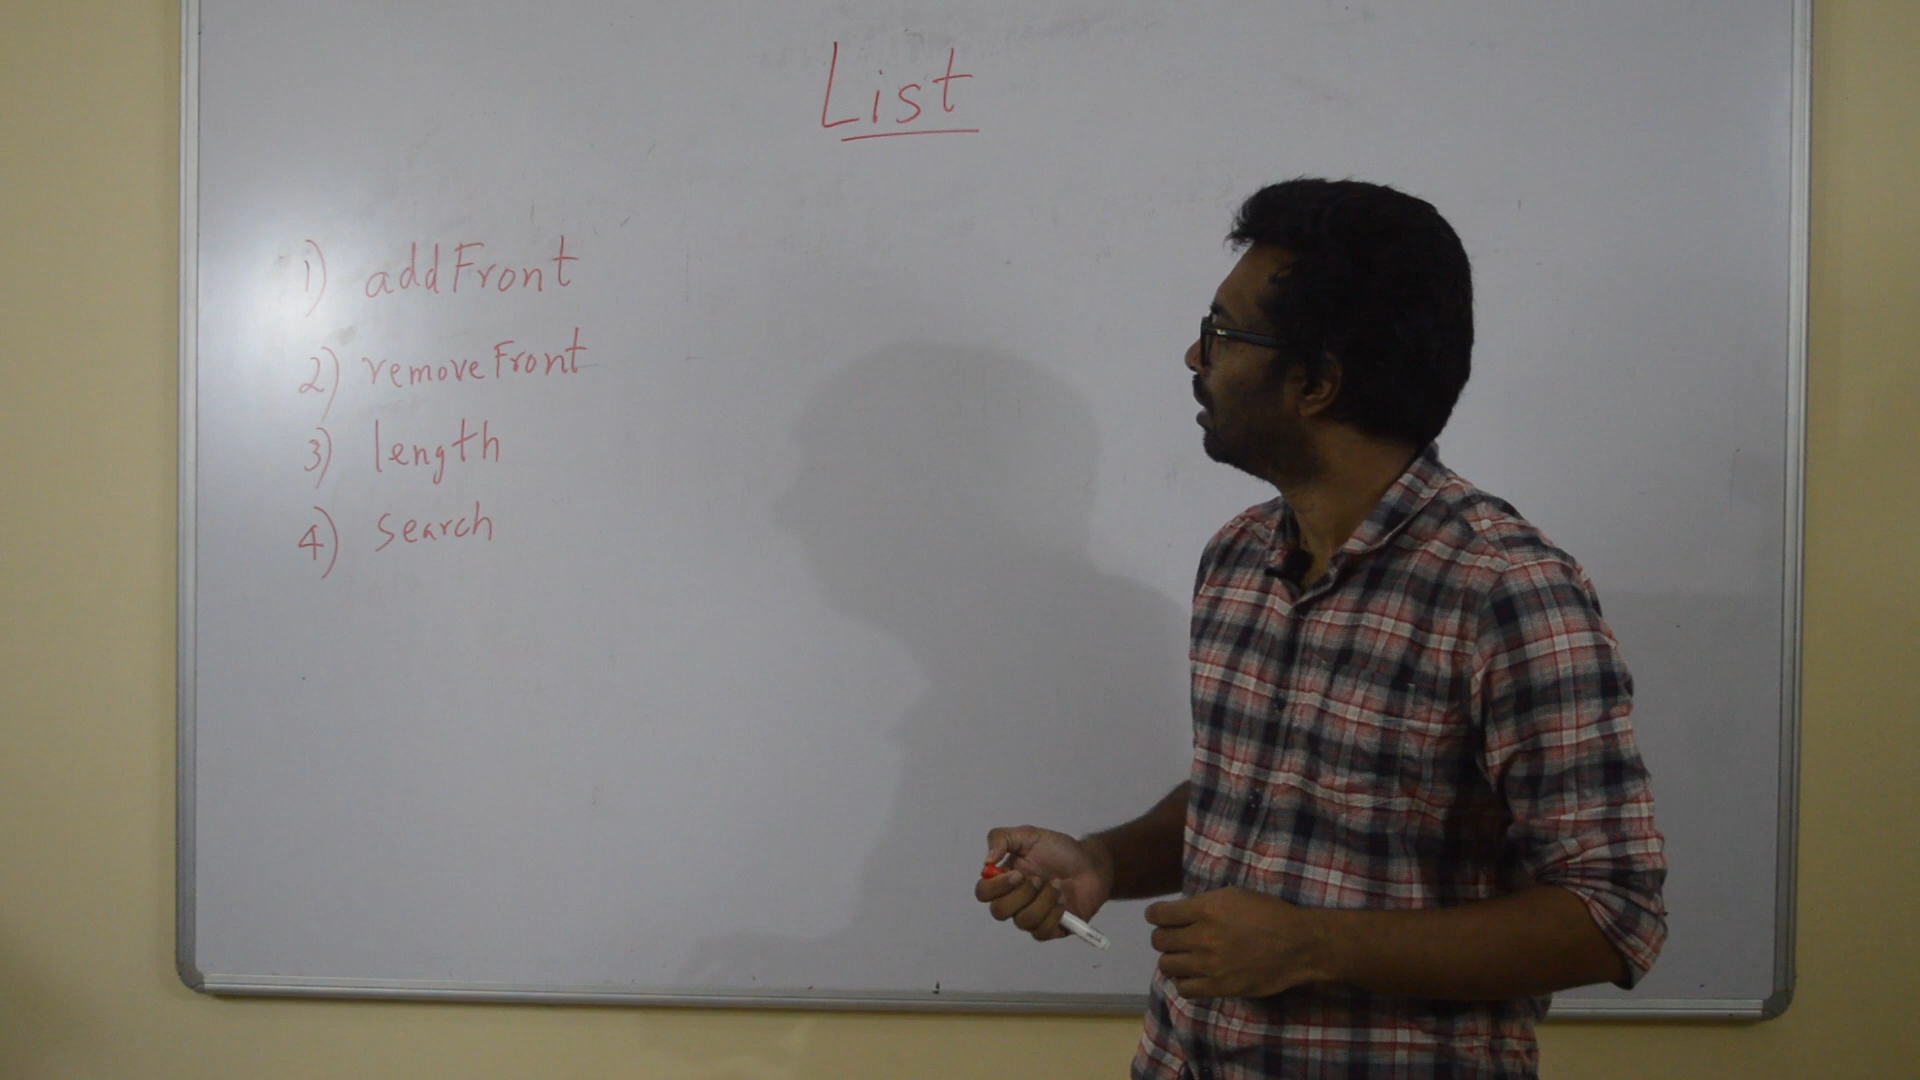 List
1) addFront
2) removeFront
3) length
4) search